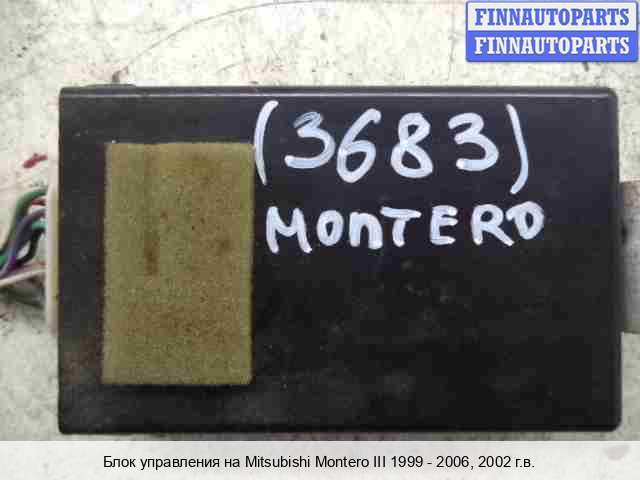 FINNAUTOPARTS
FINNAUTOPARTS
(3683)
MONTERO
Блок управления на Mitsubishi Montero III 1999 - 2006, 2002 г.в.